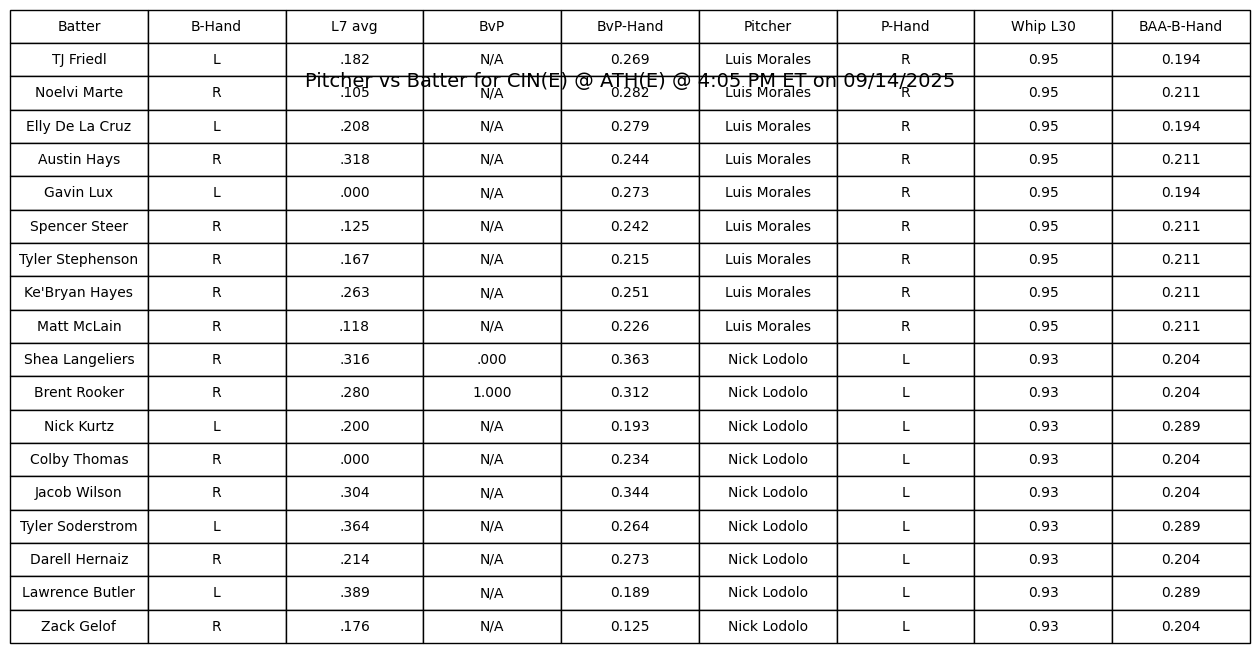 Batter B-Hand L7 avg BvP BvP-Hand Pitcher P-Hand Whip L30 BAA-B-Hand
TJ Friedl L .182 N/A 0.269 Luis Morales R 0.95 0.194
Pitcher vs Batter for CIN(E) @ ATH(E) @ 4:05 PM ET on 09/14/2025
Noelvi Marte R .105 N/A 0.282 Luis Morales R 0.95 0.211
Elly De La Cruz L .208 N/A 0.279 Luis Morales R 0.95 0.194
Austin Hays R .318 N/A 0.244 Luis Morales R 0.95 0.211
Gavin Lux L .000 N/A 0.273 Luis Morales R 0.95 0.194
Spencer Steer R .125 N/A 0.242 Luis Morales R 0.95 0.211
Tyler Stephenson R .167 N/A 0.215 Luis Morales R 0.95 0.211
Ke'Bryan Hayes R .263 N/A 0.251 Luis Morales R 0.95 0.211
Matt McLain R .118 N/A 0.226 Luis Morales R 0.95 0.211
Shea Langeliers R .316 .000 0.363 Nick Lodolo L 0.93 0.204
Brent Rooker R .280 1.000 0.312 Nick Lodolo L 0.93 0.204
Nick Kurtz L .200 N/A 0.193 Nick Lodolo L 0.93 0.289
Colby Thomas R .000 N/A 0.234 Nick Lodolo L 0.93 0.204
Jacob Wilson R .304 N/A 0.344 Nick Lodolo L 0.93 0.204
Tyler Soderstrom L .364 N/A 0.264 Nick Lodolo L 0.93 0.289
Darell Hernaiz R .214 N/A 0.273 Nick Lodolo L 0.93 0.204
Lawrence Butler L .389 N/A 0.189 Nick Lodolo L 0.93 0.289
Zack Gelof R .176 N/A 0.125 Nick Lodolo L 0.93 0.204